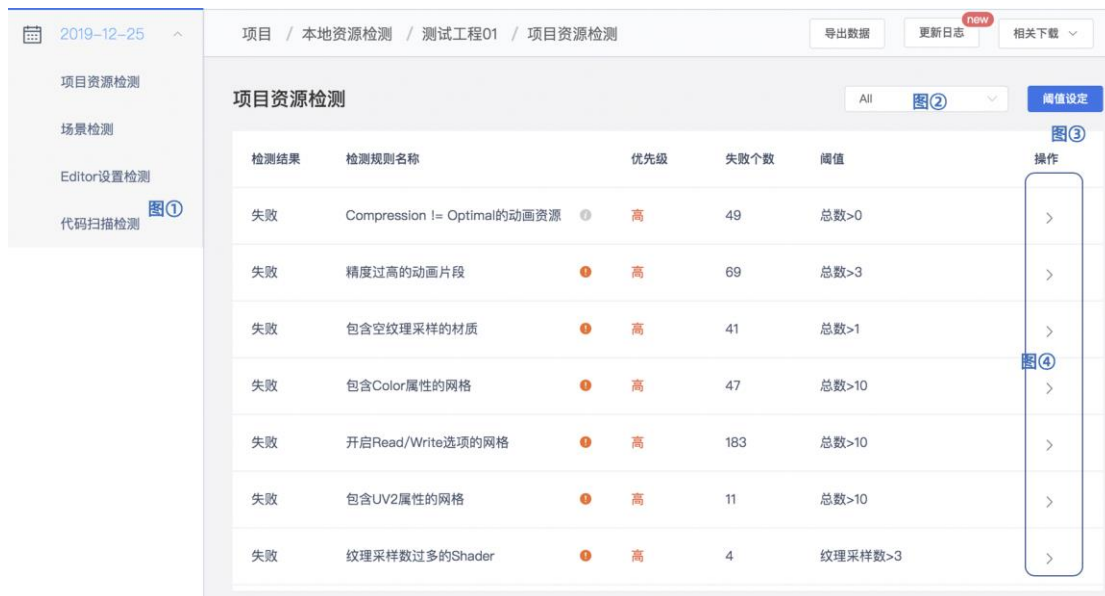 2019-12-25
项目资源检测
场景检测
Editor设置检测
代码扫描检测
图①
项目 / 本地资源检测 / 测试工程01 / 项目资源检测
导出数据
更新日志
new
相关下载
项目资源检测
All
图②
阈值设定
图③
检测结果 检测规则名称 优先级 失败个数 阈值 操作
失败 Compression != Optimal的动画资源 高 49 总数>0
失败 精度过高的动画片段 高 69 总数>3
失败 包含空纹理采样的材质 高 41 总数>1
图④
失败 包含Color属性的网格 高 47 总数>10
失败 开启Read/Write选项的网格 高 183 总数>10
失败 包含UV2属性的网格 高 11 总数>10
失败 纹理采样数过多的Shader 高 4 纹理采样数>3